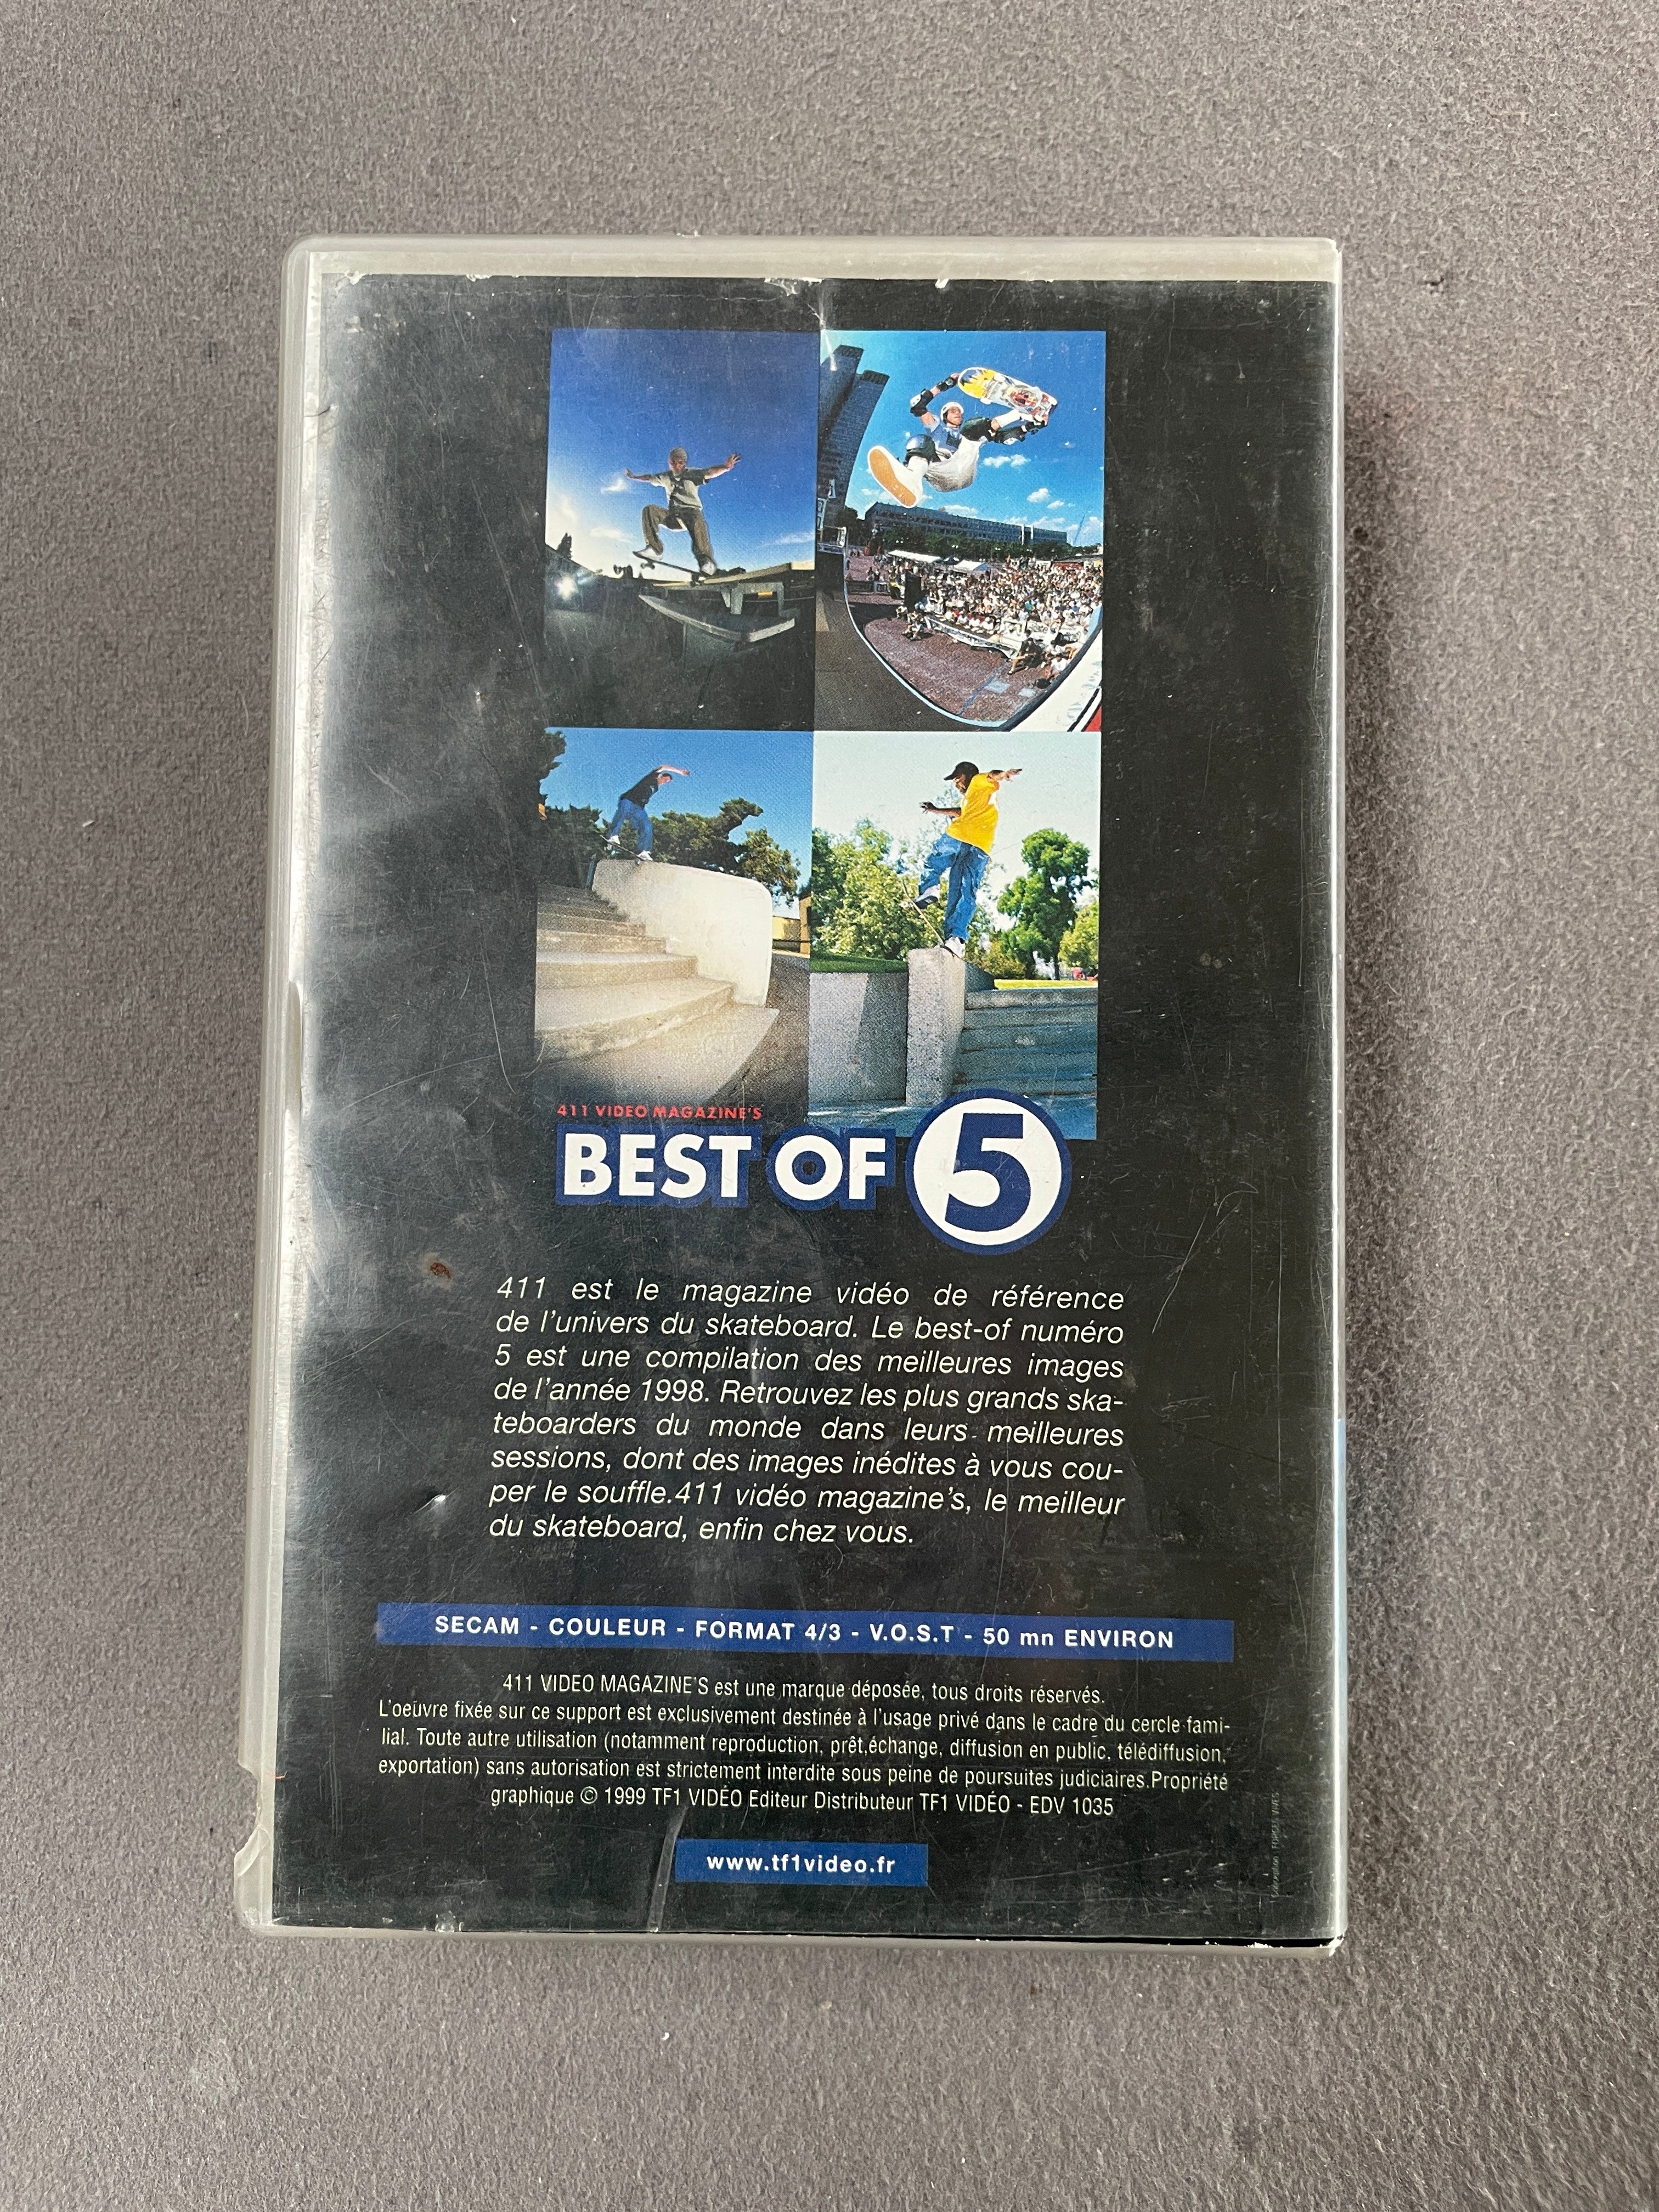 411 VIDEO MAGAZINE'S
BEST OF 5
411 est le magazine vidéo de référence
de l'univers du skateboard. Le best-of numéro
5 est une compilation des meilleures images
de l'année 1998. Retrouvez les plus grands ska-
teboarders du monde dans leurs meilleures
sessions, dont des images inédites à vous cou-
per le souffle.411 vidéo magazine's, le meilleur
du skateboard, enfin chez vous.
SECAM - COULEUR - FORMAT 4/3 - V.O.S.T - 50 mn ENVIRON
411 VIDEO MAGAZINE'S est une marque déposée, tous droits réservés.
L'oeuvre fixée sur ce support est exclusivement destinée à l'usage privé dans le cadre du cercle fami-
lial. Toute autre utilisation (notamment reproduction, prêt,échange, diffusion en public, télédiffusion,
exportation) sans autorisation est strictement interdite sous peine de poursuites judiciaires.Propriété
graphique © 1999 TF1 VIDÉO Editeur Distributeur TF1 VIDÉO - EDV 1035
www.tf1video.fr